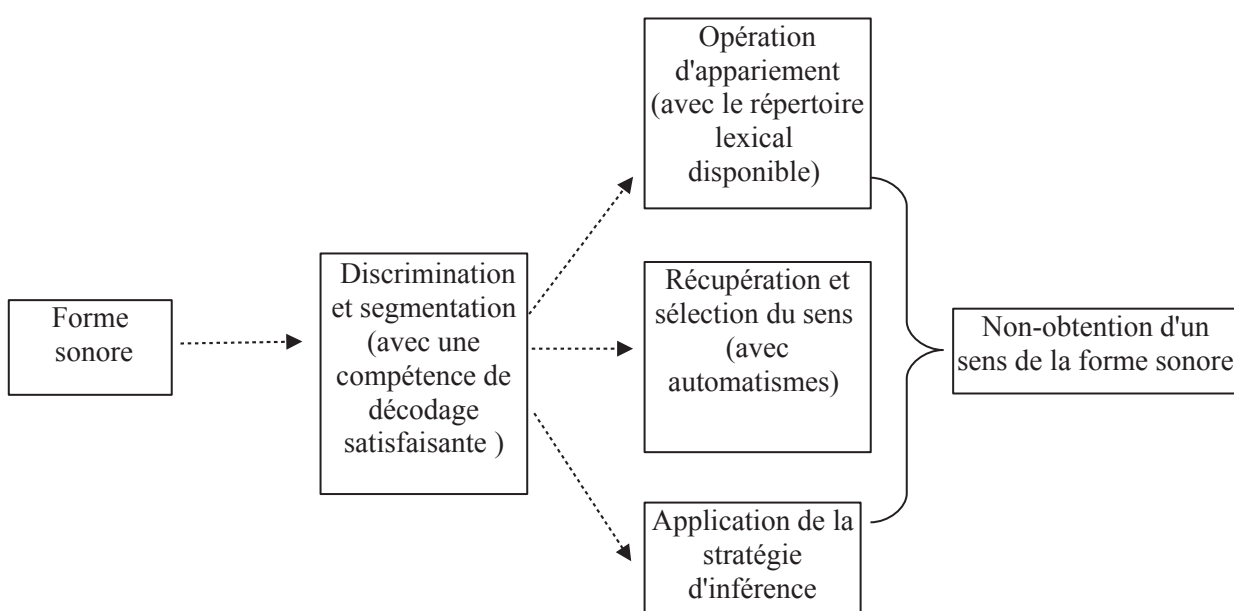 Forme
sonore
Discrimination
et segmentation
(avec une
compétence de
décodage
satisfaisante )
Opération
d'appariement
(avec le répertoire
lexical
disponible)
Récupération et
sélection du sens
(avec
automatismes)
Application de la
stratégie
d'inférence
Non-obtention d'un
sens de la forme sonore